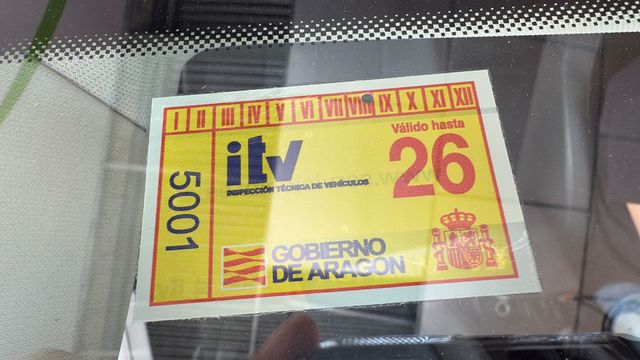 I II III IV V VI VII VIII IX X XI XII
Válido hasta
itv
26
INSPECCIÓN TÉCNICA DE VEHÍCULOS
5001
GOBIERNO
DE ARAGON